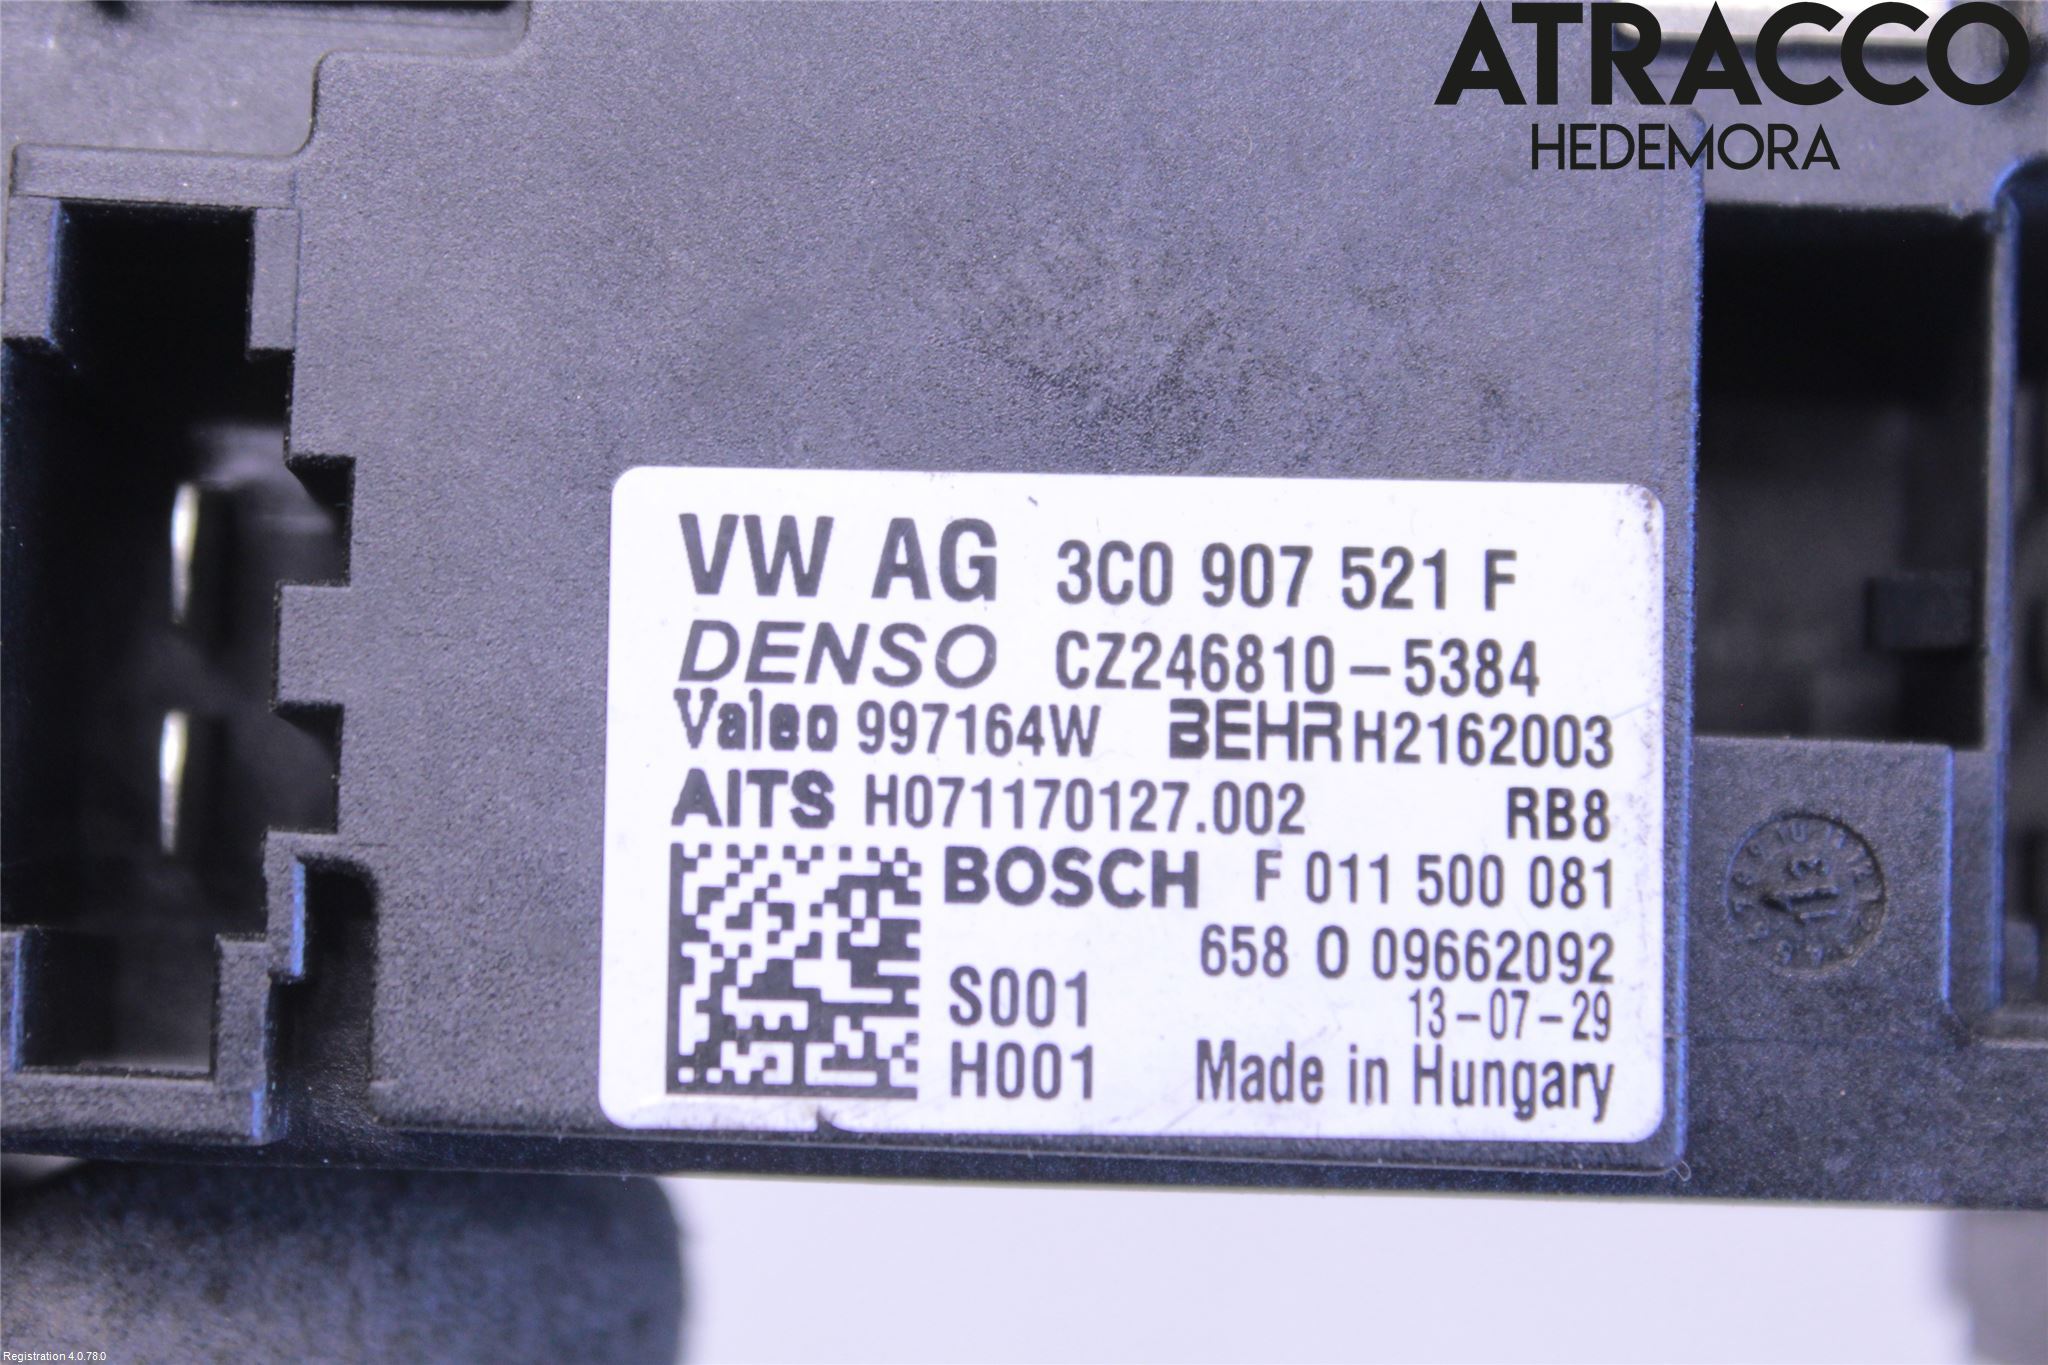 ATRACCO
HEDEMORA
VW AG 3C0 907 521 F
DENSO CZ246810-5384
Valeo 997164W BEHR H2162003
AITS H071170127.002 RB8
BOSCH F 011 500 081
658 0 09662092
S001 13-07-29
H001 Made in Hungary
Registration 4.0.78.0